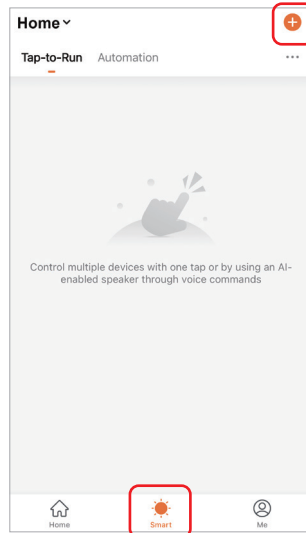 Home
Tap-to-Run Automation
Control multiple devices with one tap or by using an AI-
enabled speaker through voice commands
Home Smart Me